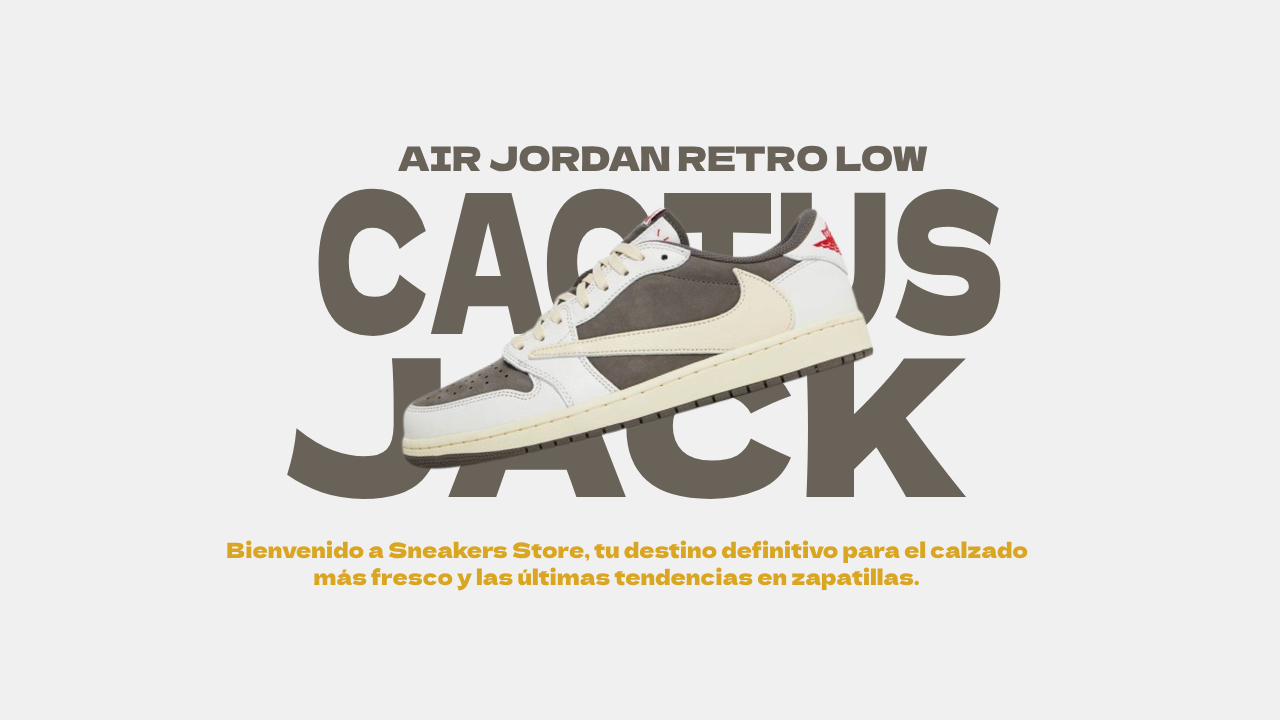 AIR JORDAN RETRO LOW
CACTUS
JACK
Bienvenido a Sneakers Store, tu destino definitivo para el calzado
más fresco y las últimas tendencias en zapatillas.